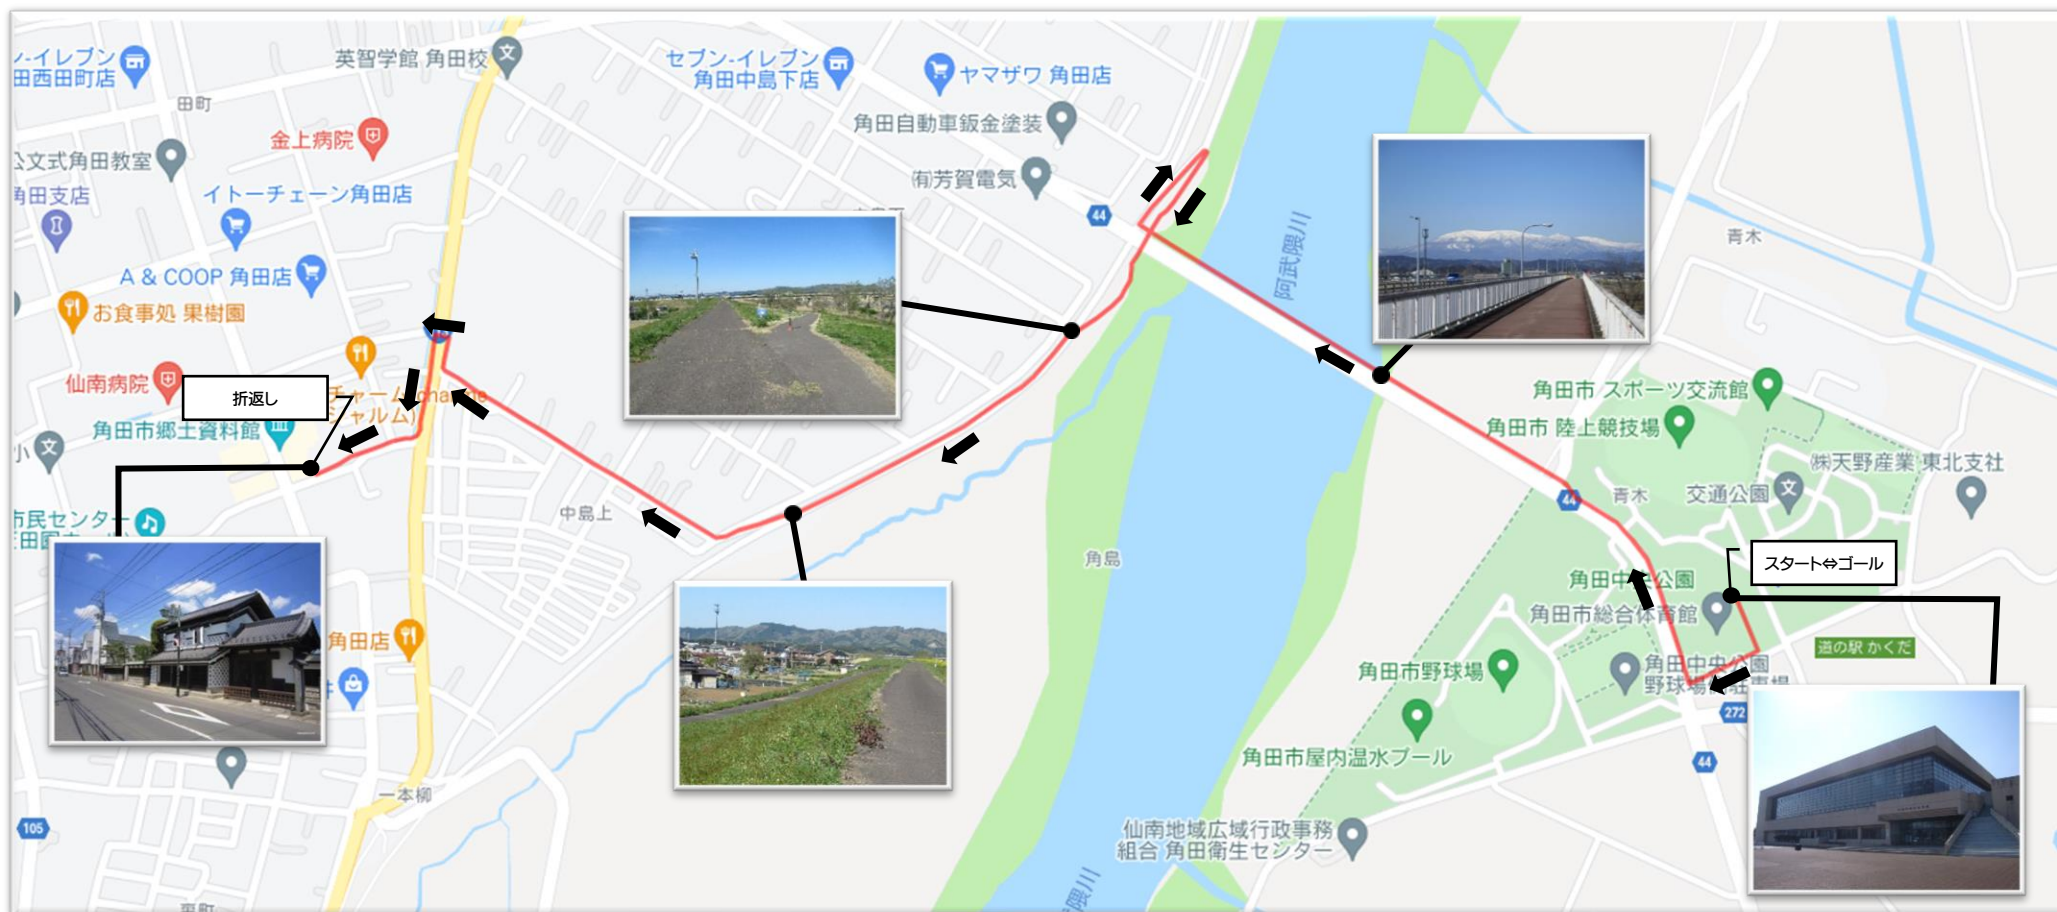 ン-イレブン
田西田町店
田町
英智学館 角田校
セブン-イレブン
角田中島下店
ヤマザワ 角田店
角田自動車鈑金塗装
㈲芳賀電気
44
金上病院
公文式角田教室
角田支店
イトーチェーン角田店
A & COOP 角田店
お食事処 果樹園
仙南病院
折返し
チャーム
シャルム)
角田市郷土資料館
小
市民センター
中島上
角田店
一本柳
105
阿武隈川
青木
角田市 スポーツ交流館
角田市 陸上競技場
㈱天野産業 東北支社
交通公園
44
青木
角島
角田中央公園
スタート⇔ゴール
角田市総合体育館
道の駅 かくだ
角田中央公園
角田市野球場
272
角田市屋内温水プール
44
仙南地域広域行政事務
組合 角田衛生センター
隈川